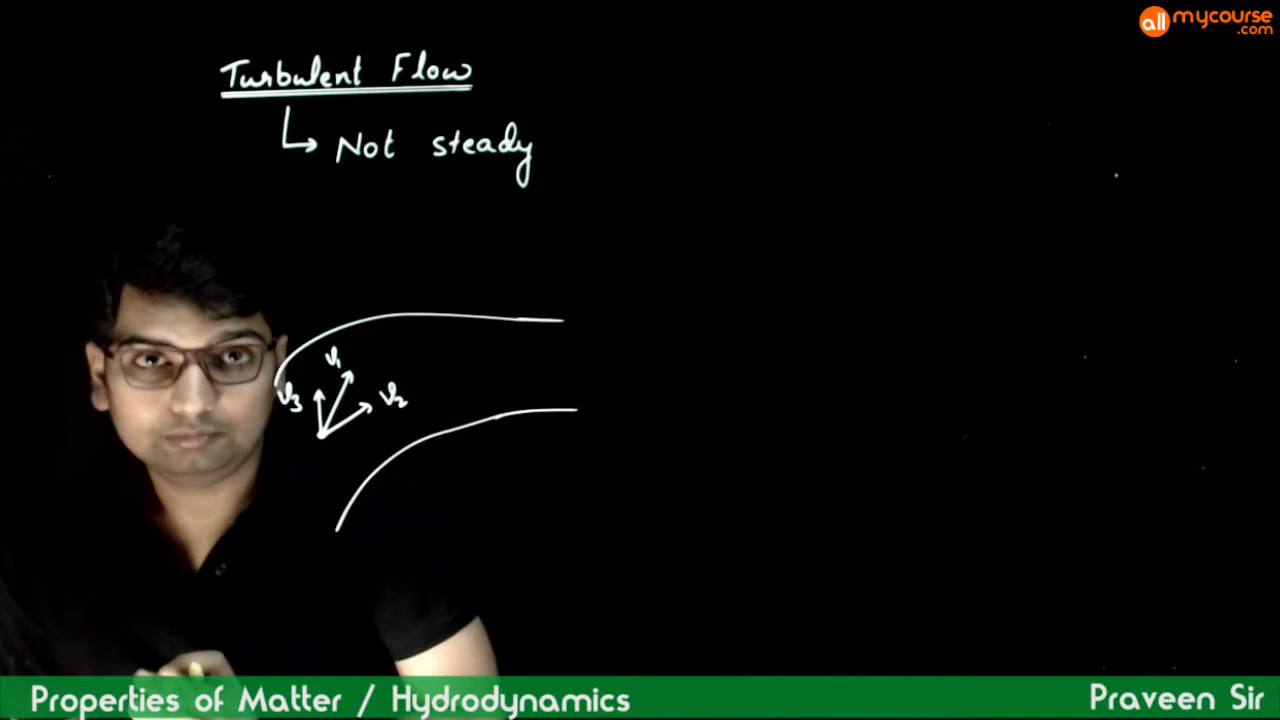 all mycourse
.com
Turbulent Flow
↳ Not steady
v₁
v₃
v₂
Properties of Matter / Hydrodynamics
Praveen Sir